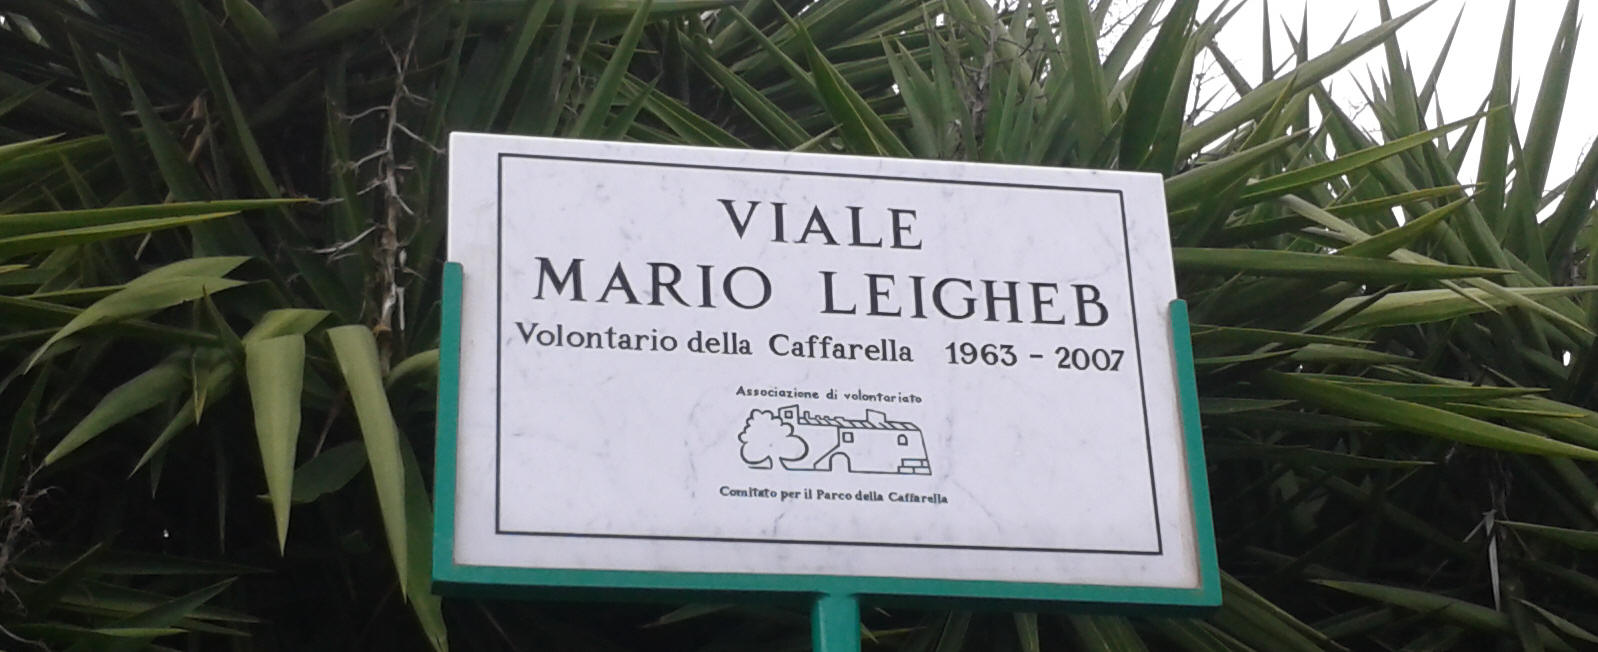 VIALE
MARIO LEIGHEB
Volontario della Caffarella 1963 - 2007
Associazione di volontariato
Comitato per il Parco della Caffarella